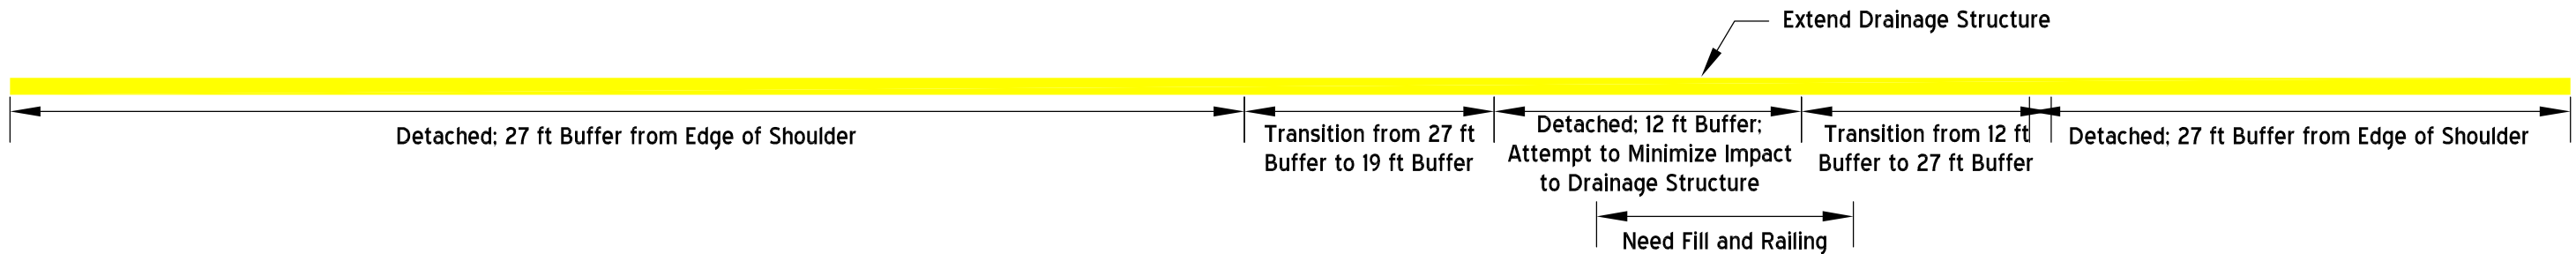 Extend Drainage Structure
Detached; 27 ft Buffer from Edge of Shoulder
Transition from 27 ft
Buffer to 19 ft Buffer
Detached; 12 ft Buffer;
Attempt to Minimize Impact
to Drainage Structure
Transition from 12 ft
Buffer to 27 ft Buffer
Detached; 27 ft Buffer from Edge of Shoulder
Need Fill and Railing